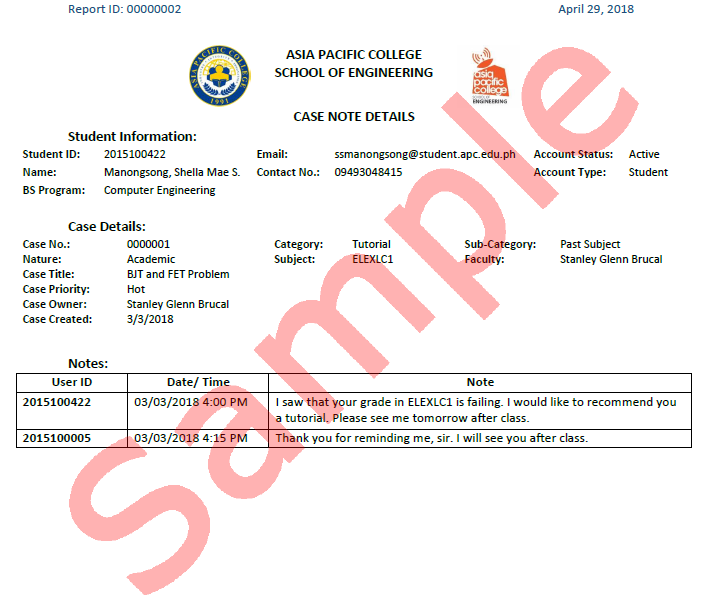 Report ID: 00000002 April 29, 2018
ASIA PACIFIC COLLEGE
SCHOOL OF ENGINEERING
ASIA PACIFIC COLLEGE
1991
asia
pacific
college
SCHOOL OF
ENGINEERING
CASE NOTE DETAILS
Student Information:
Student ID: 2015100422 Email: ssmanongsong@student.apc.edu.ph Account Status: Active
Name: Manongsong, Shella Mae S. Contact No.: 09493048415 Account Type: Student
BS Program: Computer Engineering
Case Details:
Case No.: 0000001 Category: Tutorial Sub-Category: Past Subject
Nature: Academic Subject: ELEXLC1 Faculty: Stanley Glenn Brucal
Case Title: BJT and FET Problem
Case Priority: Hot
Case Owner: Stanley Glenn Brucal
Case Created: 3/3/2018
Notes:
User ID Date/ Time Note
2015100422 03/03/2018 4:00 PM I saw that your grade in ELEXLC1 is failing. I would like to recommend you
a tutorial. Please see me tomorrow after class.
2015100005 03/03/2018 4:15 PM Thank you for reminding me, sir. I will see you after class.
Sample